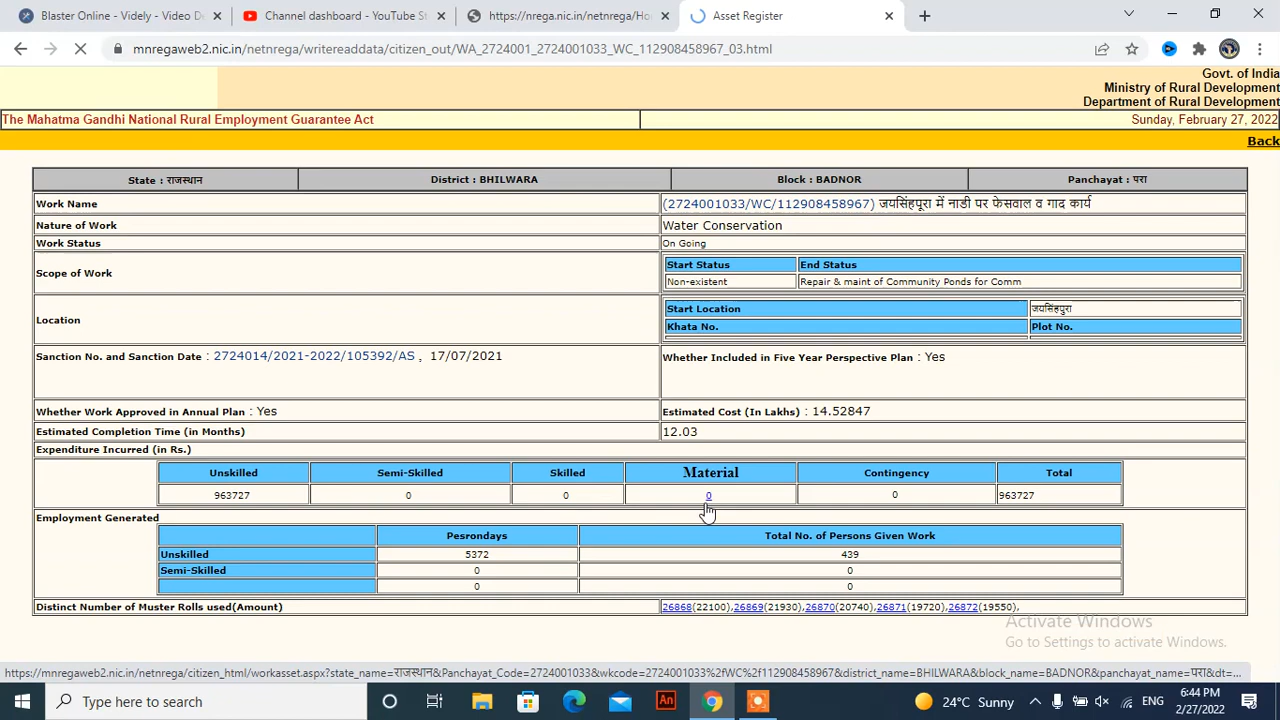 Blaster Online - Videly - Video D
Channel dashboard - YouTube S
https://nrega.nic.in/netnrega/Ho
Asset Register
mnregaweb2.nic.in/netnrega/writereaddata/citizen_out/WA_2724001_2724001033_WC_112908458967_03.html
Govt. of India
Ministry of Rural Development
Department of Rural Development
The Mahatma Gandhi National Rural Employment Guarantee Act Sunday, February 27, 2022
Back
State : राजस्थान District : BHILWARA Block : BADNOR Panchayat : परा
Work Name (2724001033/WC/112908458967) जयसिंहपूरा में नाडी पर फेसवाल व गाद कार्य
Nature of Work Water Conservation
Work Status On Going
Scope of Work
Start Status End Status
Non-existent Repair & maint of Community Ponds for Comm
Location
Start Location जयसिंहपुरा
Khata No. Plot No.
Sanction No. and Sanction Date : 2724014/2021-2022/105392/AS , 17/07/2021 Whether Included in Five Year Perspective Plan : Yes
Whether Work Approved in Annual Plan : Yes Estimated Cost (In Lakhs) : 14.52847
Estimated Completion Time (in Months) 12.03
Expenditure Incurred (in Rs.)
Unskilled Semi-Skilled Skilled Material Contingency Total
963727 0 0 0 0 963727
Employment Generated
Pesrondays Total No. of Persons Given Work
Unskilled 5372 439
Semi-Skilled 0 0
0 0
Distinct Number of Muster Rolls used(Amount) 26868(22100),26869(21930),26870(20740),26871(19720),26872(19550),
Activate Windows
Go to Settings to activate Windows.
https://mnregaweb2.nic.in/netnrega/citizen_html/workasset.aspx?state_name=राजस्थान&Panchayat_Code=2724001033&wkcode=2724001033%2fWC%2f112908458967&district_name=BHILWARA&block_name=BADNOR&panchayat_name=परा&dt=...
Type here to search
An
24°C Sunny
ENG
6:44 PM
2/27/2022